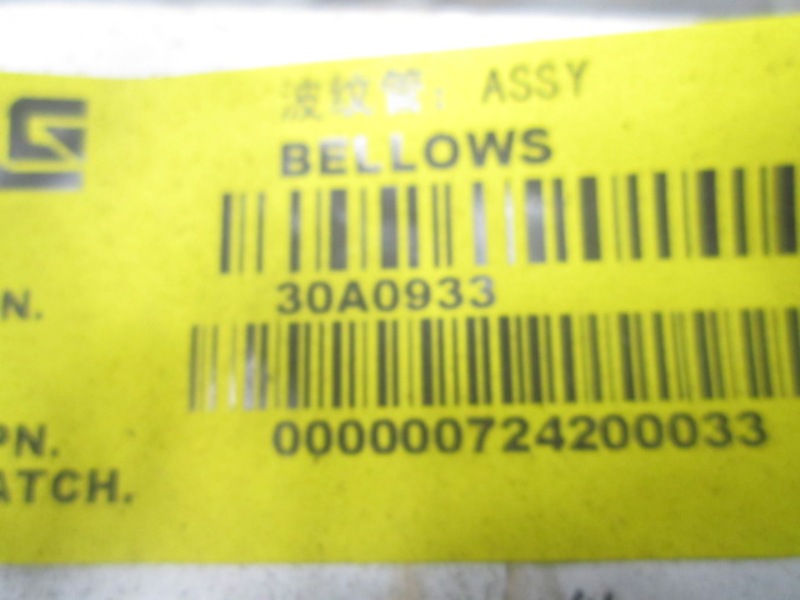 波纹管; ASSY
BELLOWS
N.
30A0933
PN.
000000724200033
ATCH.